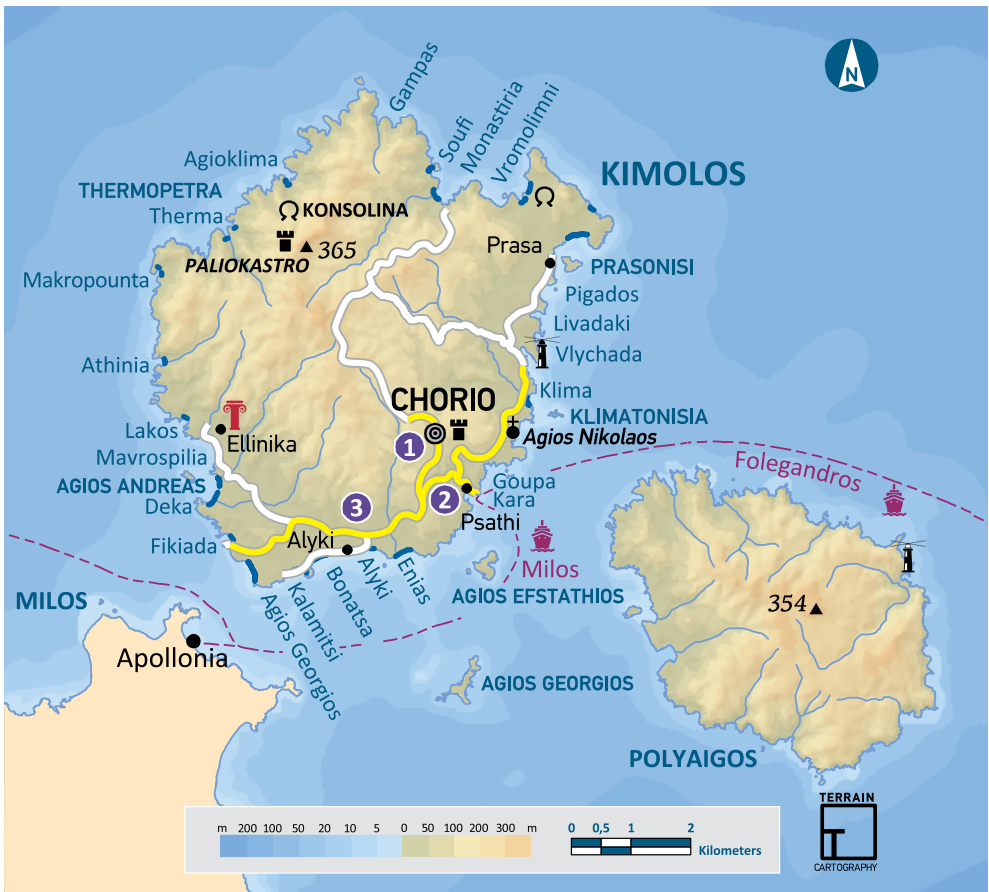 N
KIMOLOS
Gampas
Soufi
Monastiria
Vromolimni
Agioklima
THERMOPETRA
Therma
KONSOLINA
365
PALIOKASTRO
Prasa
PRASONISI
Makropounta
Pigados
Livadaki
Vlychada
Athinia
Klima
CHORIO
KLIMATONISIA
Lakos
Ellinika
1
Agios Nikolaos
Mavrospilia
Folegandros
AGIOS ANDREAS
Goupa
Kara
Deka
3
2
Psathi
Fikiada
Alyki
Milos
Agios Georgios
Kalamitsi
Bonatsa
Alyki
Enias
AGIOS EFSTATHIOS
354
MILOS
Apollonia
AGIOS GEORGIOS
POLYAIGOS
m 200 100 50 20 10 5 0 50 100 200 300 m
0 0,5 1 2
Kilometers
TERRAIN
T
CARTOGRAPHY